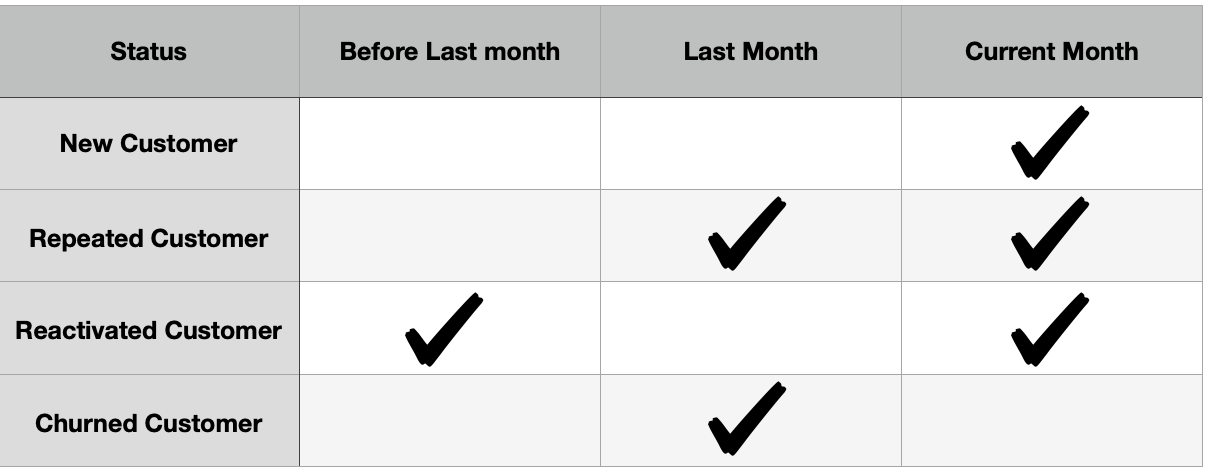 Status Before Last month Last Month Current Month
New Customer
Repeated Customer
Reactivated Customer
Churned Customer